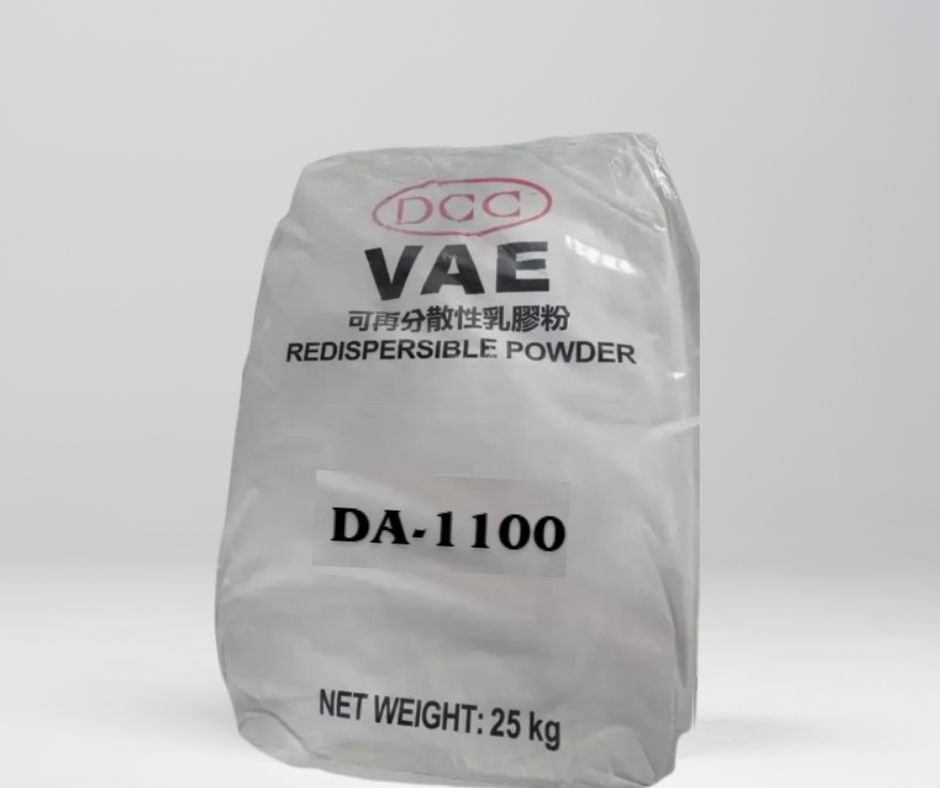 DCC
VAE
可再分散性乳膠粉
REDISPERSIBLE POWDER
DA-1100
NET WEIGHT: 25 kg